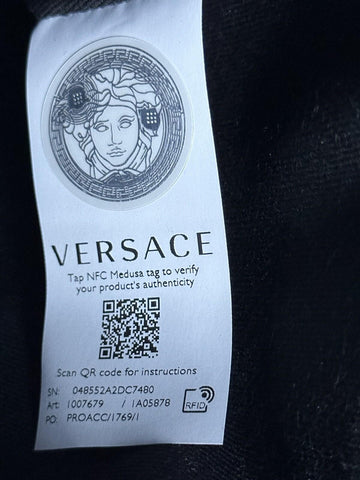 VERSACE
Tap NFC Medusa tag to verify
your product's authenticity
Scan QR code for instructions
SN: 048552A2DC7480
Art: 1007679 / 1A05878
PO: PROACC/1769/1
RFID